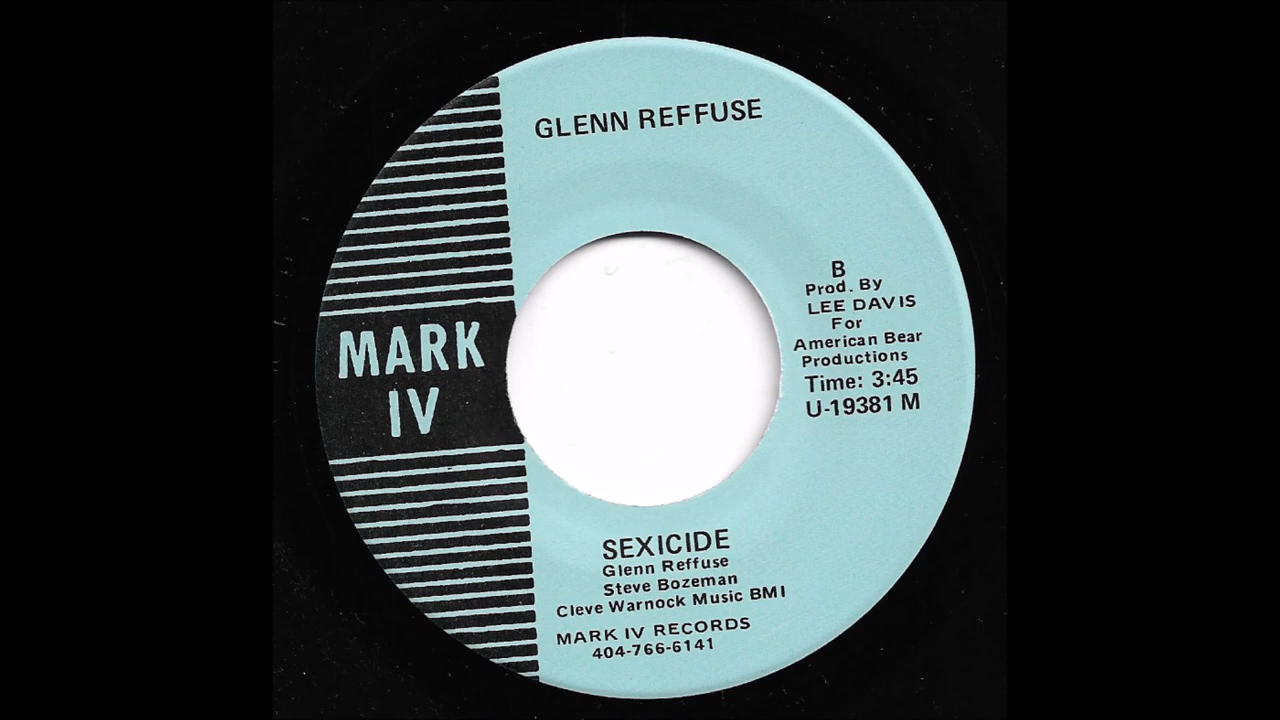 GLENN REFFUSE
MARK
IV
B
Prod. By
LEE DAVIS
For
American Bear
Productions
Time: 3:45
U-19381 M
SEXICIDE
Glenn Reffuse
Steve Bozeman
Cleve Warnock Music BMI
MARK IV RECORDS
404-766-6141